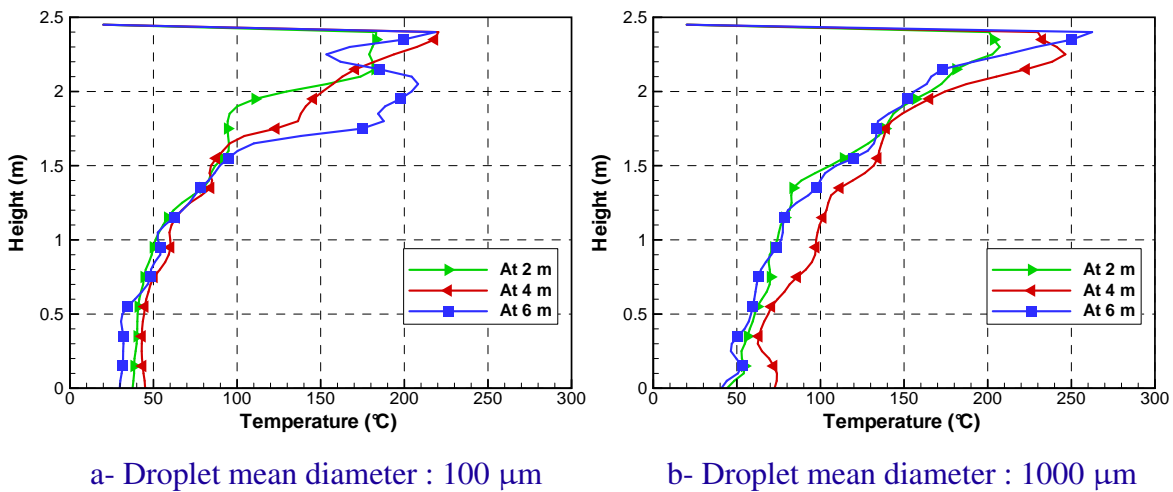 2.5
2
1.5
1
0.5
0
Height (m)
0 50 100 150 200 250 300
Temperature (°C)
At 2 m
At 4 m
At 6 m
a- Droplet mean diameter : 100 μm
2.5
2
1.5
1
0.5
0
Height (m)
0 50 100 150 200 250 300
Temperature (°C)
At 2 m
At 4 m
At 6 m
b- Droplet mean diameter : 1000 μm